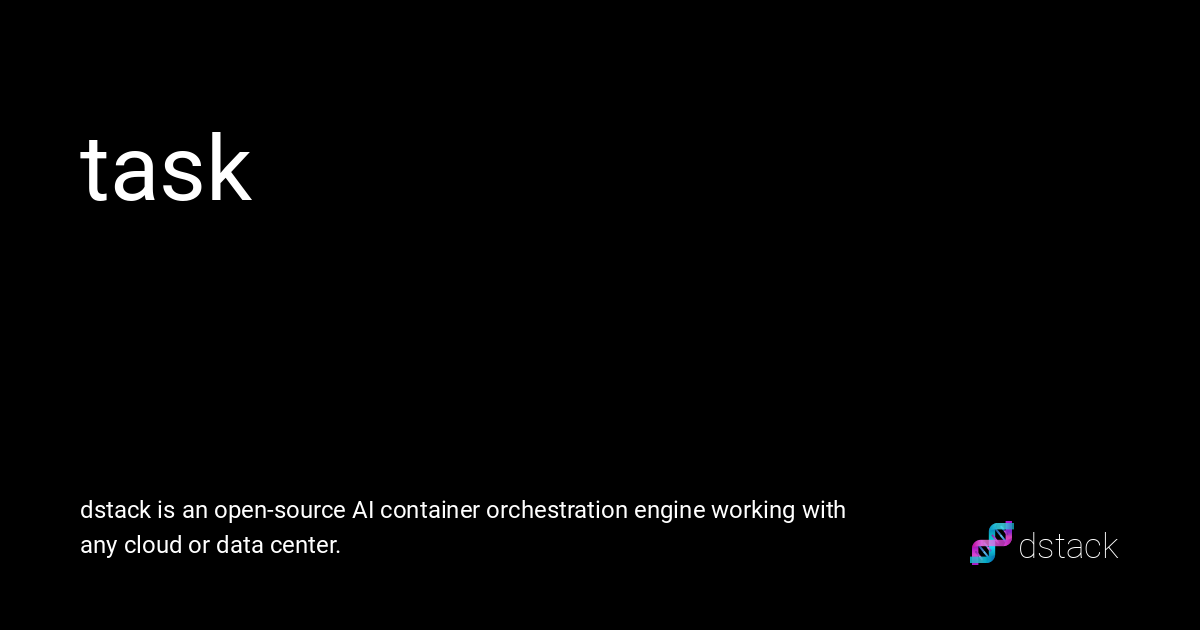 task
dstack is an open-source AI container orchestration engine working with
any cloud or data center.
dstack